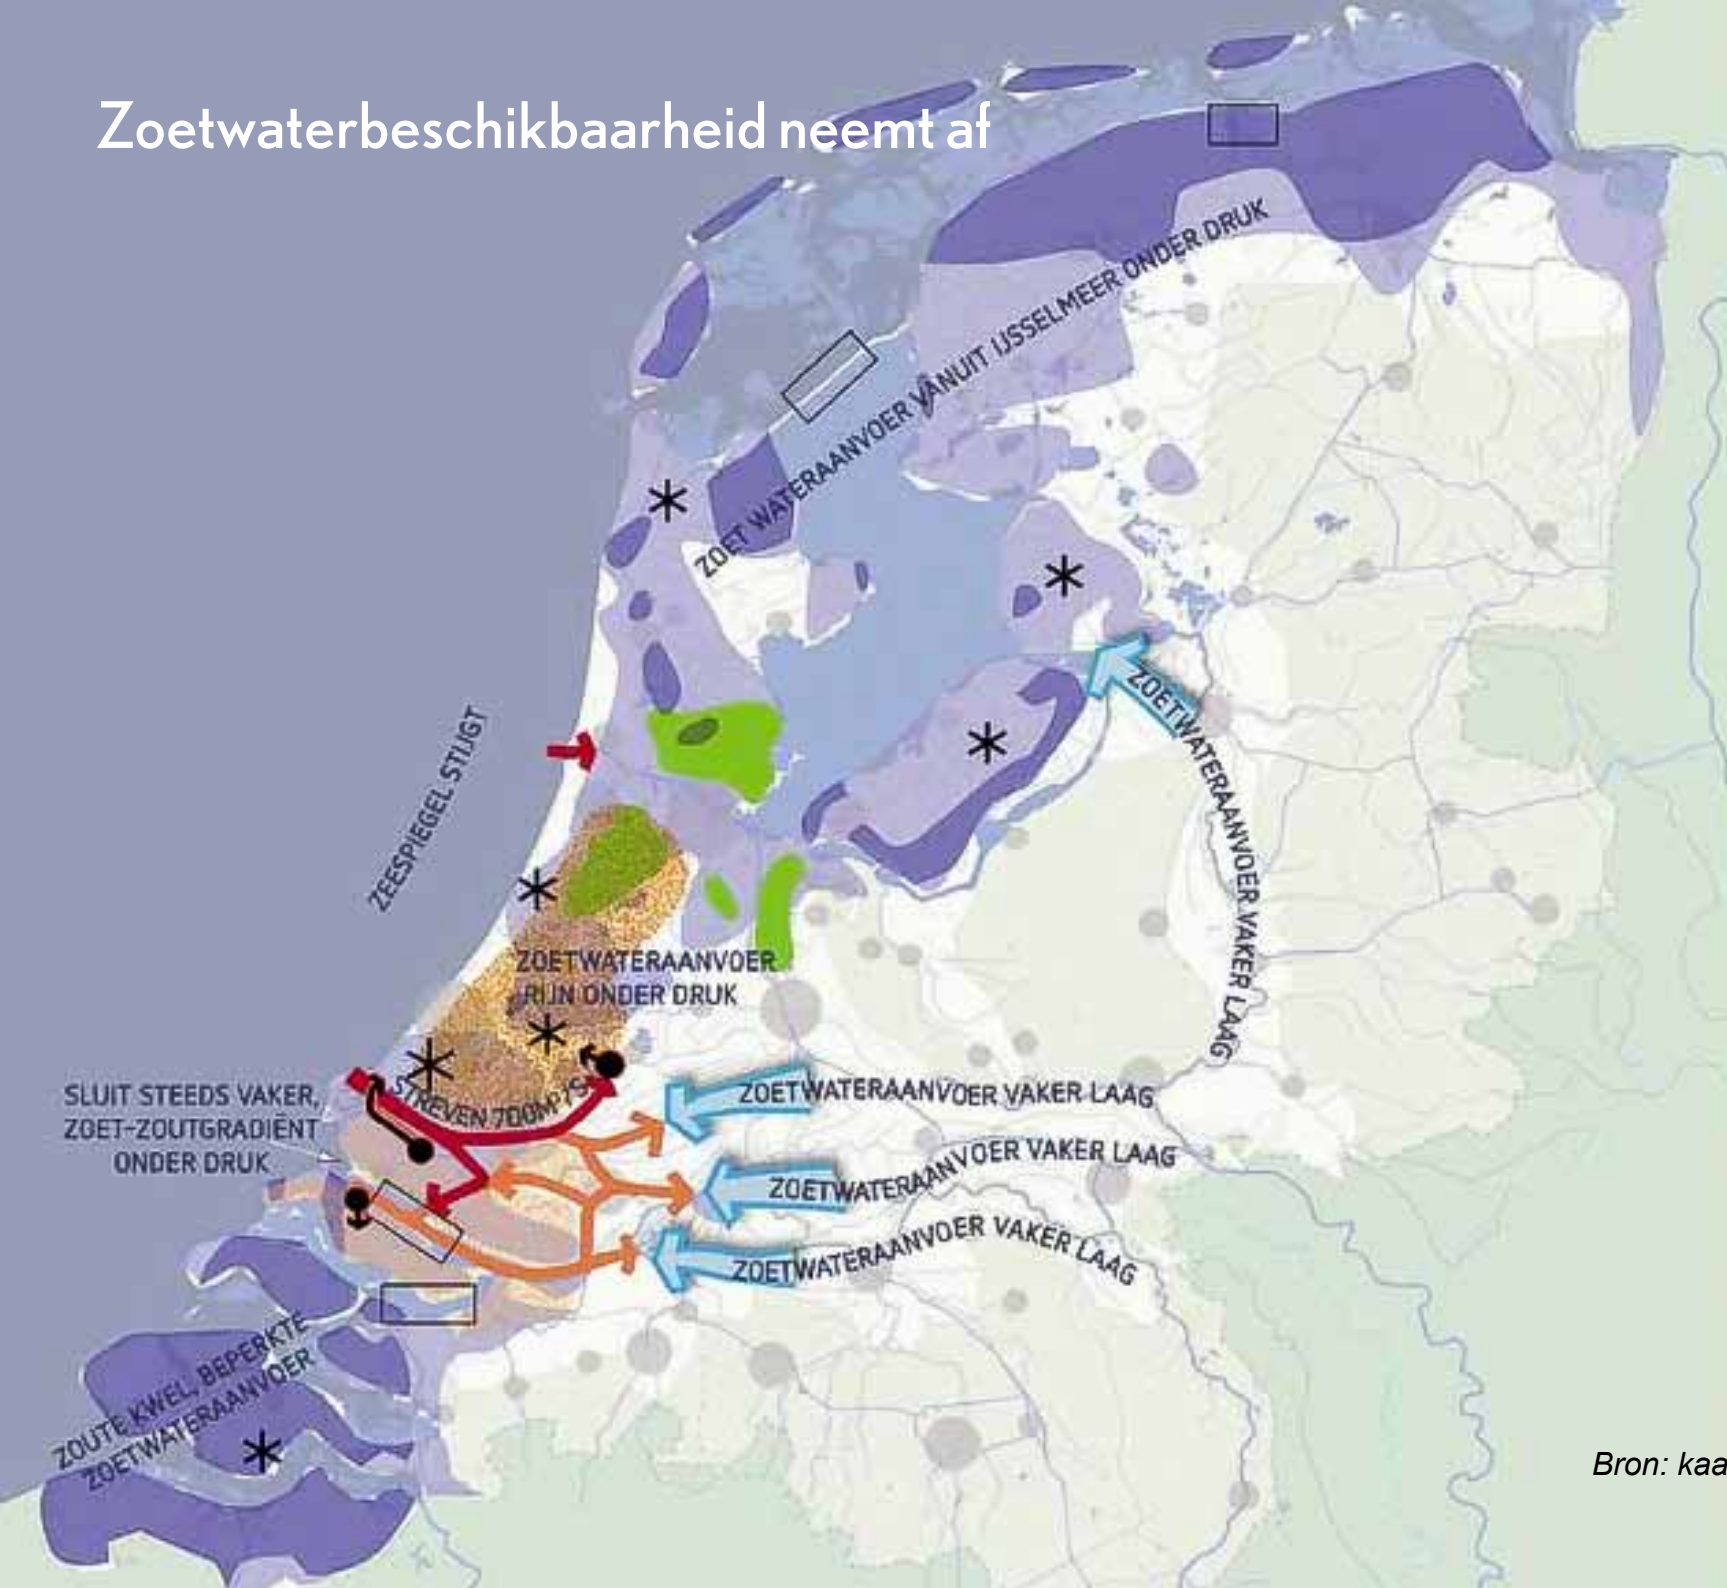 Zoetwaterbeschikbaarheid neemt af
ZOET WATERAANVOER VANUIT IJSSELMEER ONDER DRUK
ZEESPIEGEL STIJGT
ZOETWATERAANVOER VAKER LAAG
ZOETWATERAANVOER
RIJN ONDER DRUK
STREVEN 700M³/S
SLUIT STEEDS VAKER,
ZOET-ZOUTGRADIËNT
ONDER DRUK
ZOETWATERAANVOER VAKER LAAG
ZOETWATERAANVOER VAKER LAAG
ZOETWATERAANVOER VAKER LAAG
ZOUTE KWEL, BEPERKTE
ZOETWATERAANVOER
Bron: kaa